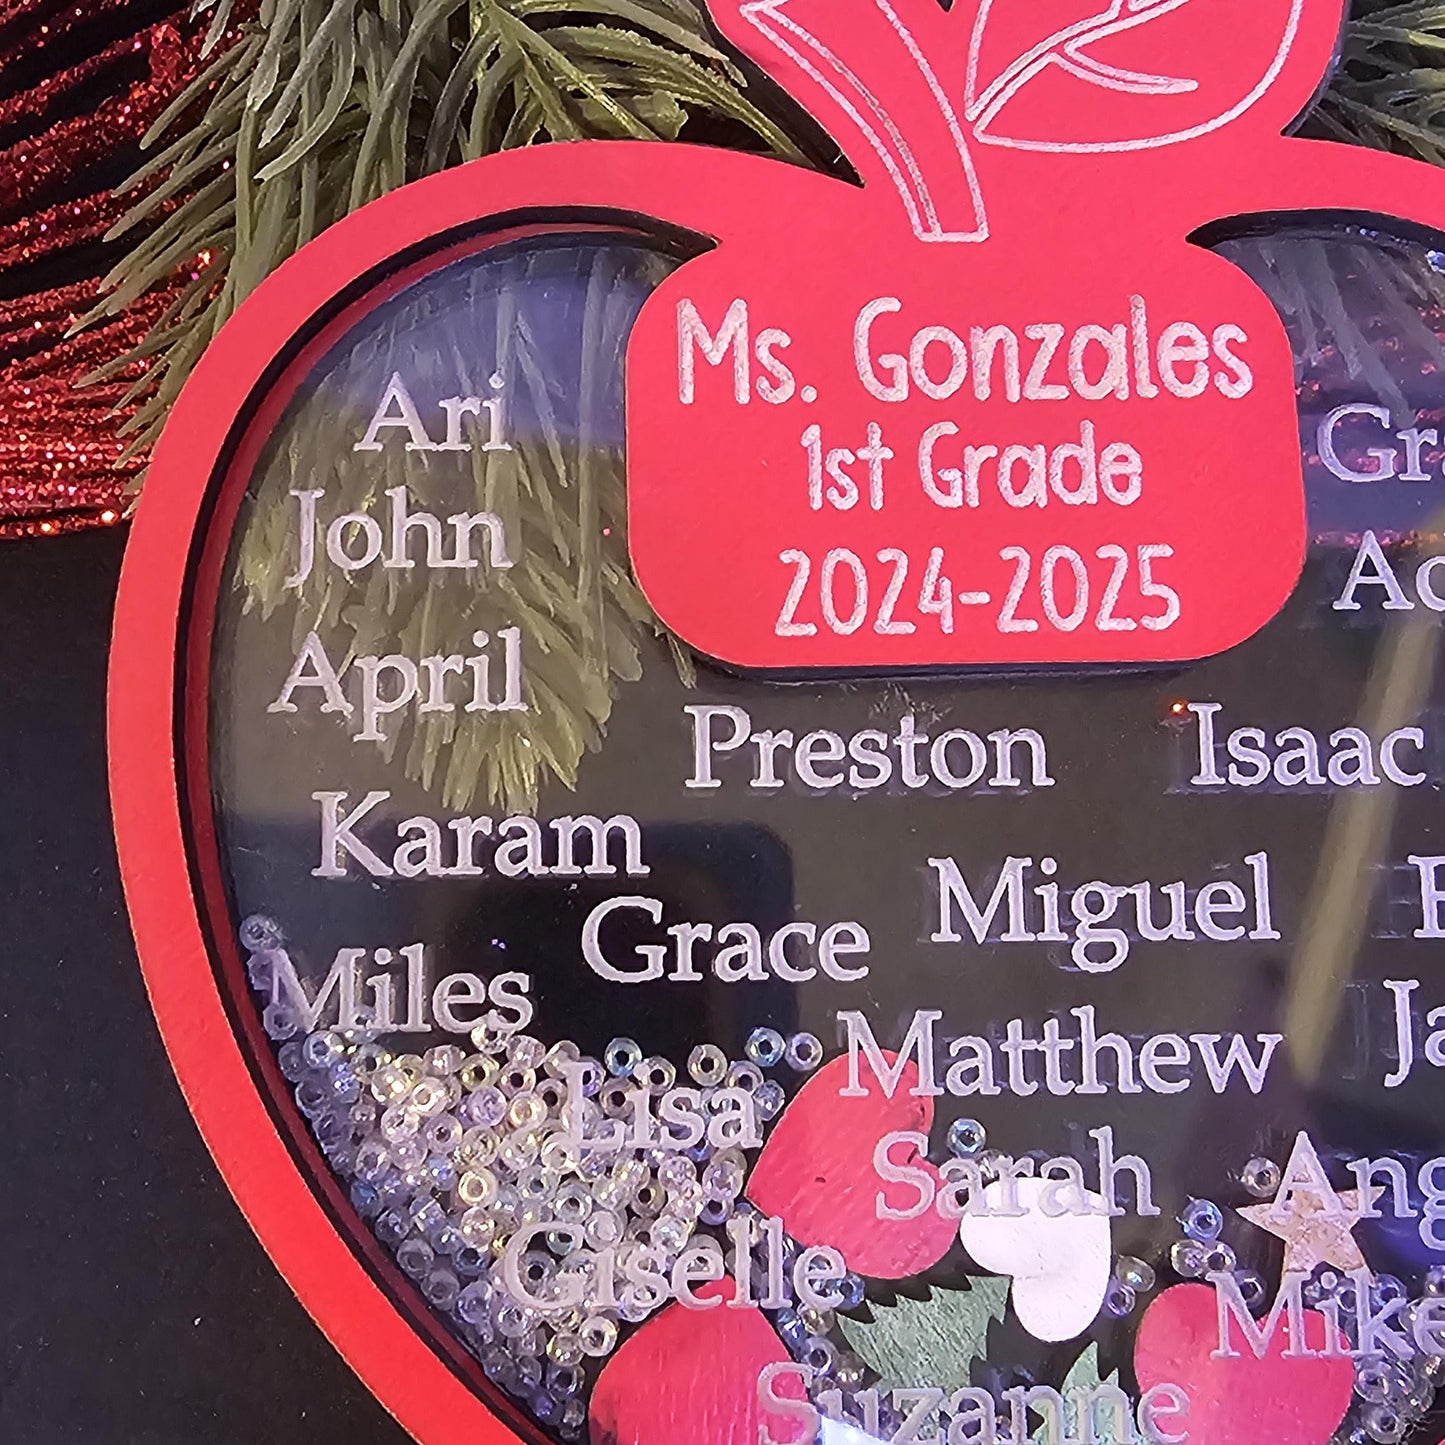 Ms. Gonzales
1st Grade
2024-2025
Ari
John
April
Preston
Isaac
Karam
Miguel
Grace
Miles
Matthew
Lisa
Sarah
Giselle
Mike
Suzanne